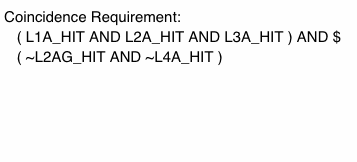 Coincidence Requirement:
( L1A_HIT AND L2A_HIT AND L3A_HIT ) AND $
( ~L2AG_HIT AND ~L4A_HIT )